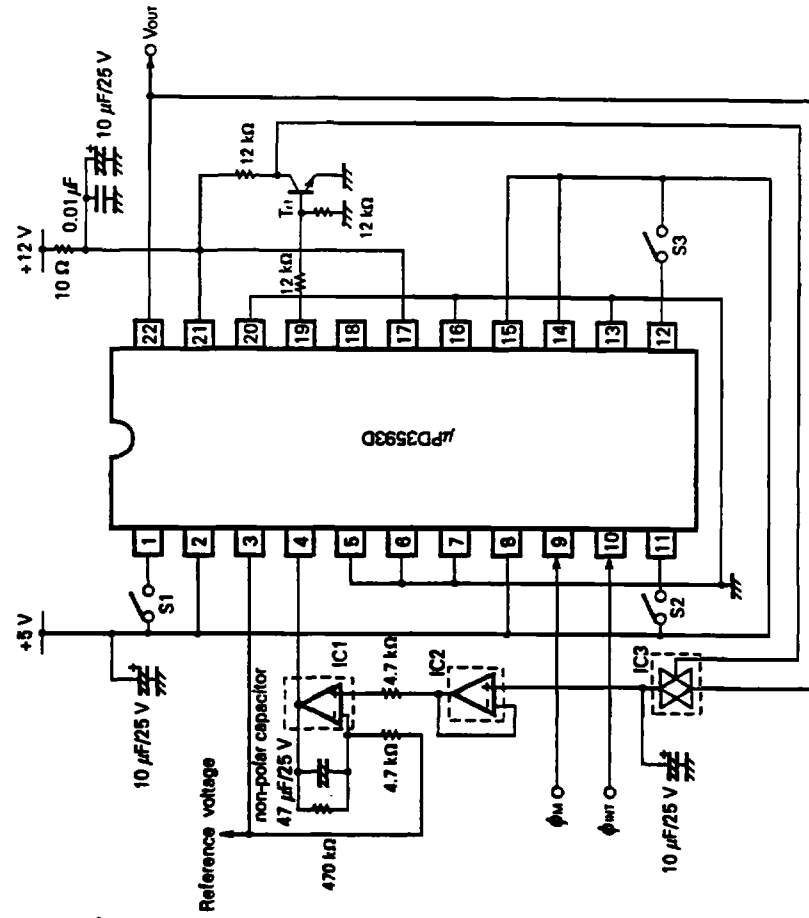 +12 V
10 Ω
0.01 μF
10 μF/25 V
VOUT
+5 V
10 μF/25 V
S1
1
2
3
4
5
6
7
8
9
10
11
22
21
20
19
18
17
16
15
14
13
12
μPD3593D
12 kΩ
12 kΩ
Tr1
12 kΩ
S3
S2
Reference voltage
non-polar capacitor
47 μF/25 V
470 kΩ
IC1
4.7 kΩ
4.7 kΩ
IC2
IC3
ϕM
ϕINT
10 μF/25 V